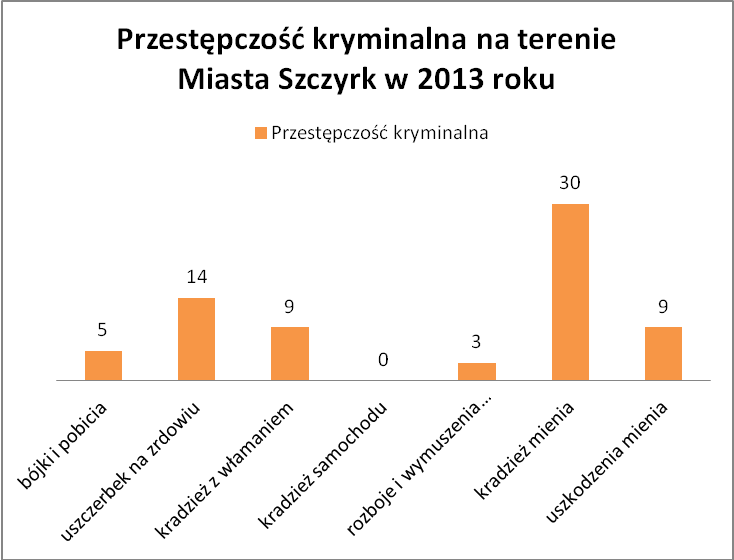 Przestępczość kryminalna na terenie
Miasta Szczyrk w 2013 roku
Przestępczość kryminalna
5
14
9
0
3
30
9
bójki i pobicia
uszczerbek na zrdowiu
kradzież z włamaniem
kradzież samochodu
rozboje i wymuszenia...
kradzież mienia
uszkodzenia mienia